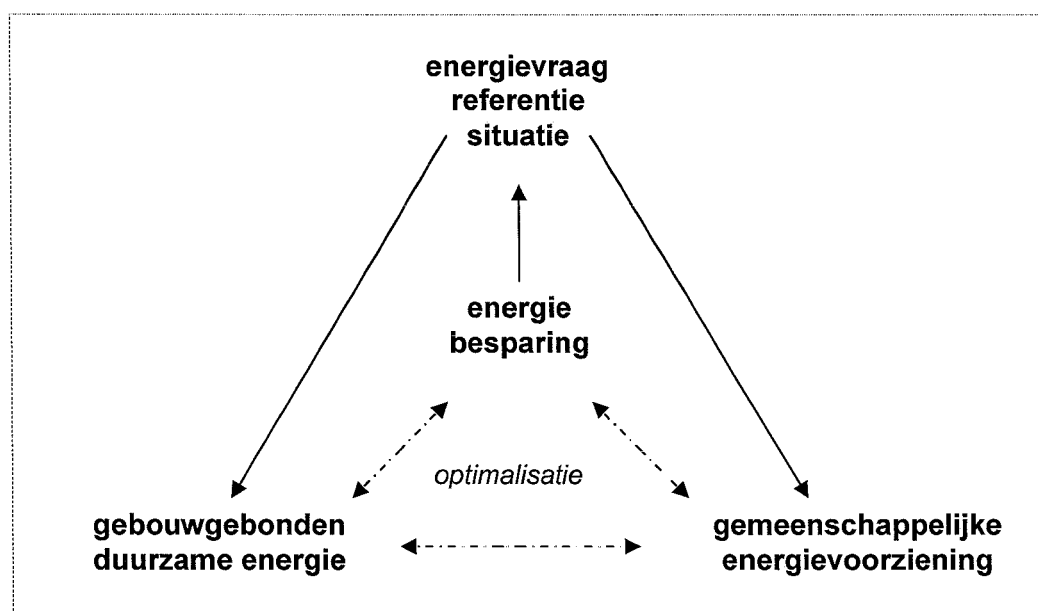 energievraag
referentie
situatie
energie
besparing
optimalisatie
gebouwgebonden
duurzame energie
gemeenschappelijke
energievoorziening